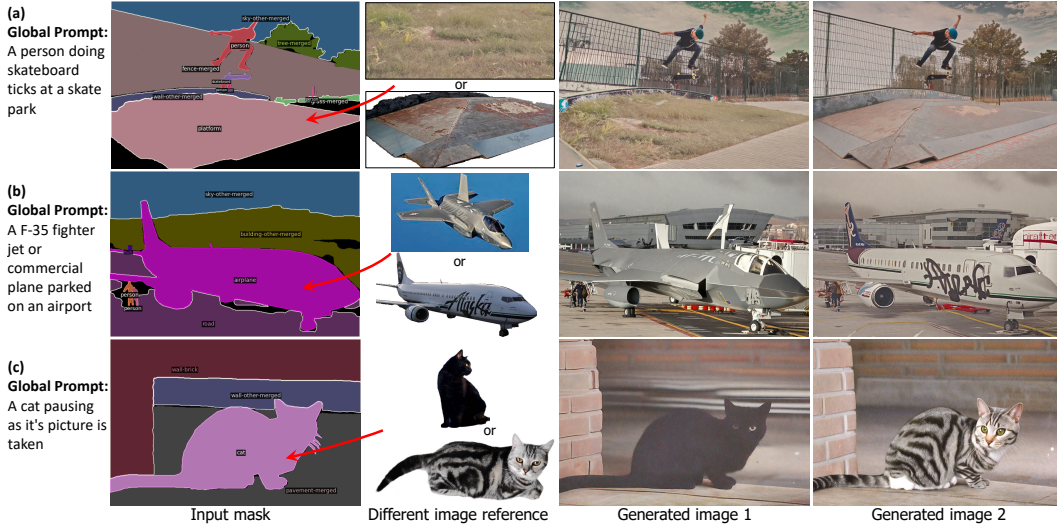 (a)
Global Prompt:
A person doing
skateboard
ticks at a skate
park
sky-other-merged
tree-merged
person
fence-merged
wall-other-merged
platform
or
(b)
Global Prompt:
A F-35 fighter
jet or
commercial
plane parked
on an airport
sky-other-merged
building-other-merged
airplane
person
person
road
or
Alaska
(c)
Global Prompt:
A cat pausing
as it's picture is
taken
wall-brick
wall-other-merged
cat
pavement-merged
or
Input mask
Different image reference
Generated image 1
Generated image 2